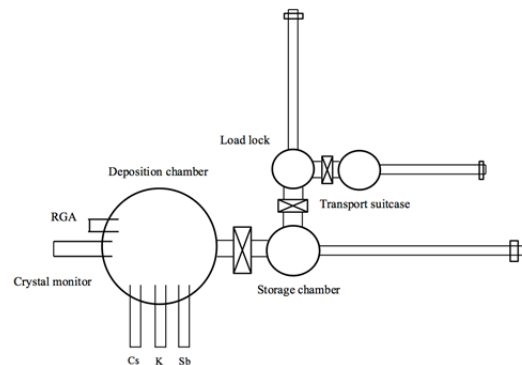 Load lock
Deposition chamber
RGA
Transport suitcase
Crystal monitor
Storage chamber
Cs K Sb